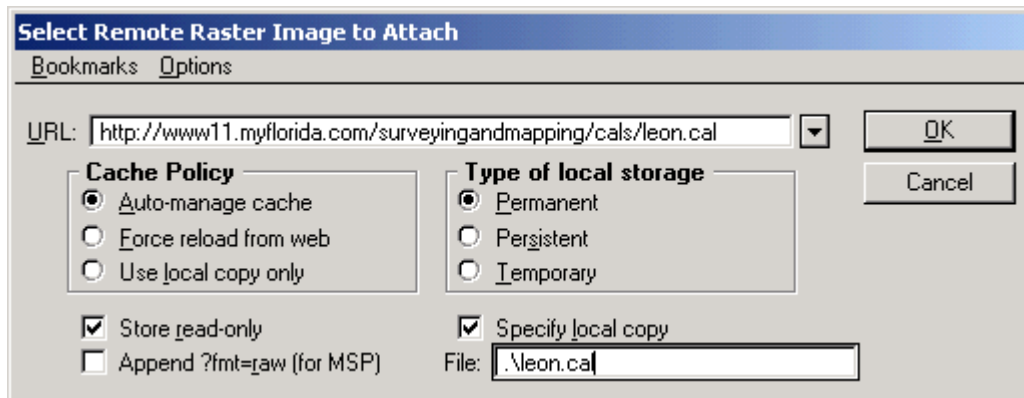 Select Remote Raster Image to Attach
Bookmarks Options
URL: http://www11.myflorida.com/surveyingandmapping/cals/leon.cal
OK
Cancel
Cache Policy
Auto-manage cache
Force reload from web
Use local copy only
Type of local storage
Permanent
Persistent
Temporary
Store read-only
Append ?fmt=raw (for MSP)
Specify local copy
File: .\leon.cal